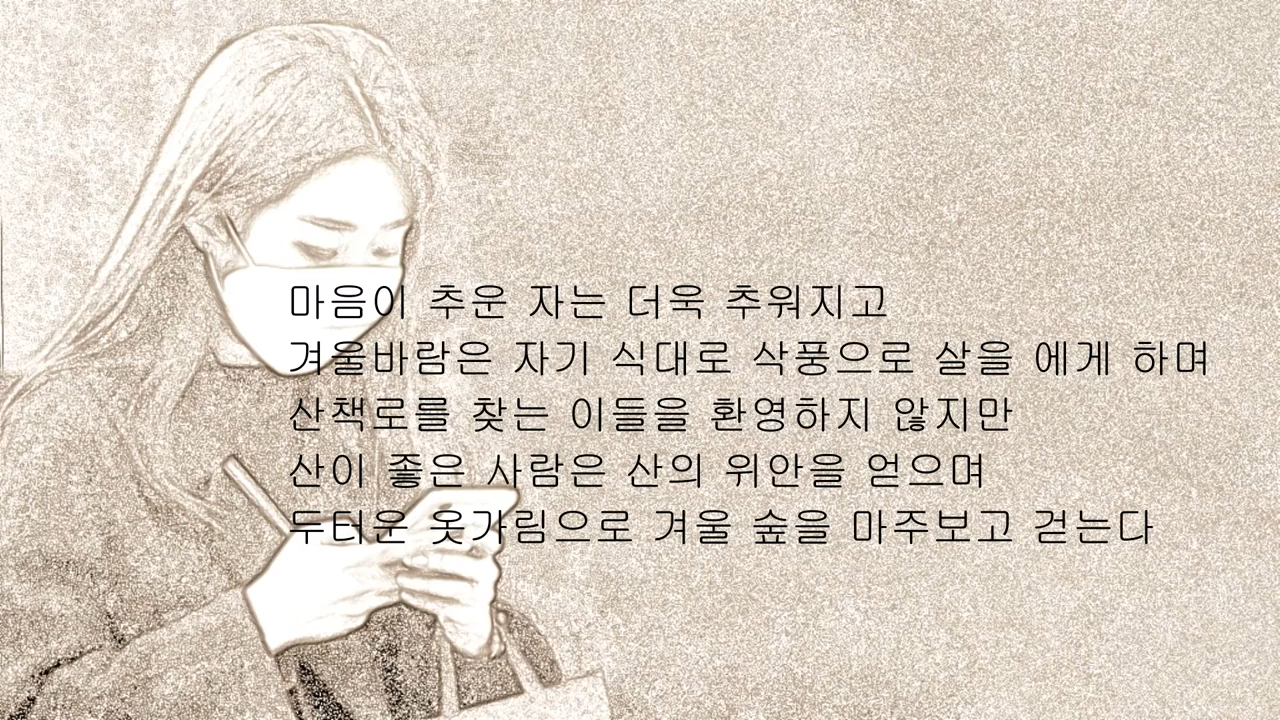 마음이 추운 자는 더욱 추워지고
겨울바람은 자기 식대로 삭풍으로 살을 에게 하며
산책로를 찾는 이들을 환영하지 않지만
산이 좋은 사람은 산의 위안을 얻으며
두터운 옷가림으로 겨울 숲을 마주보고 걷는다